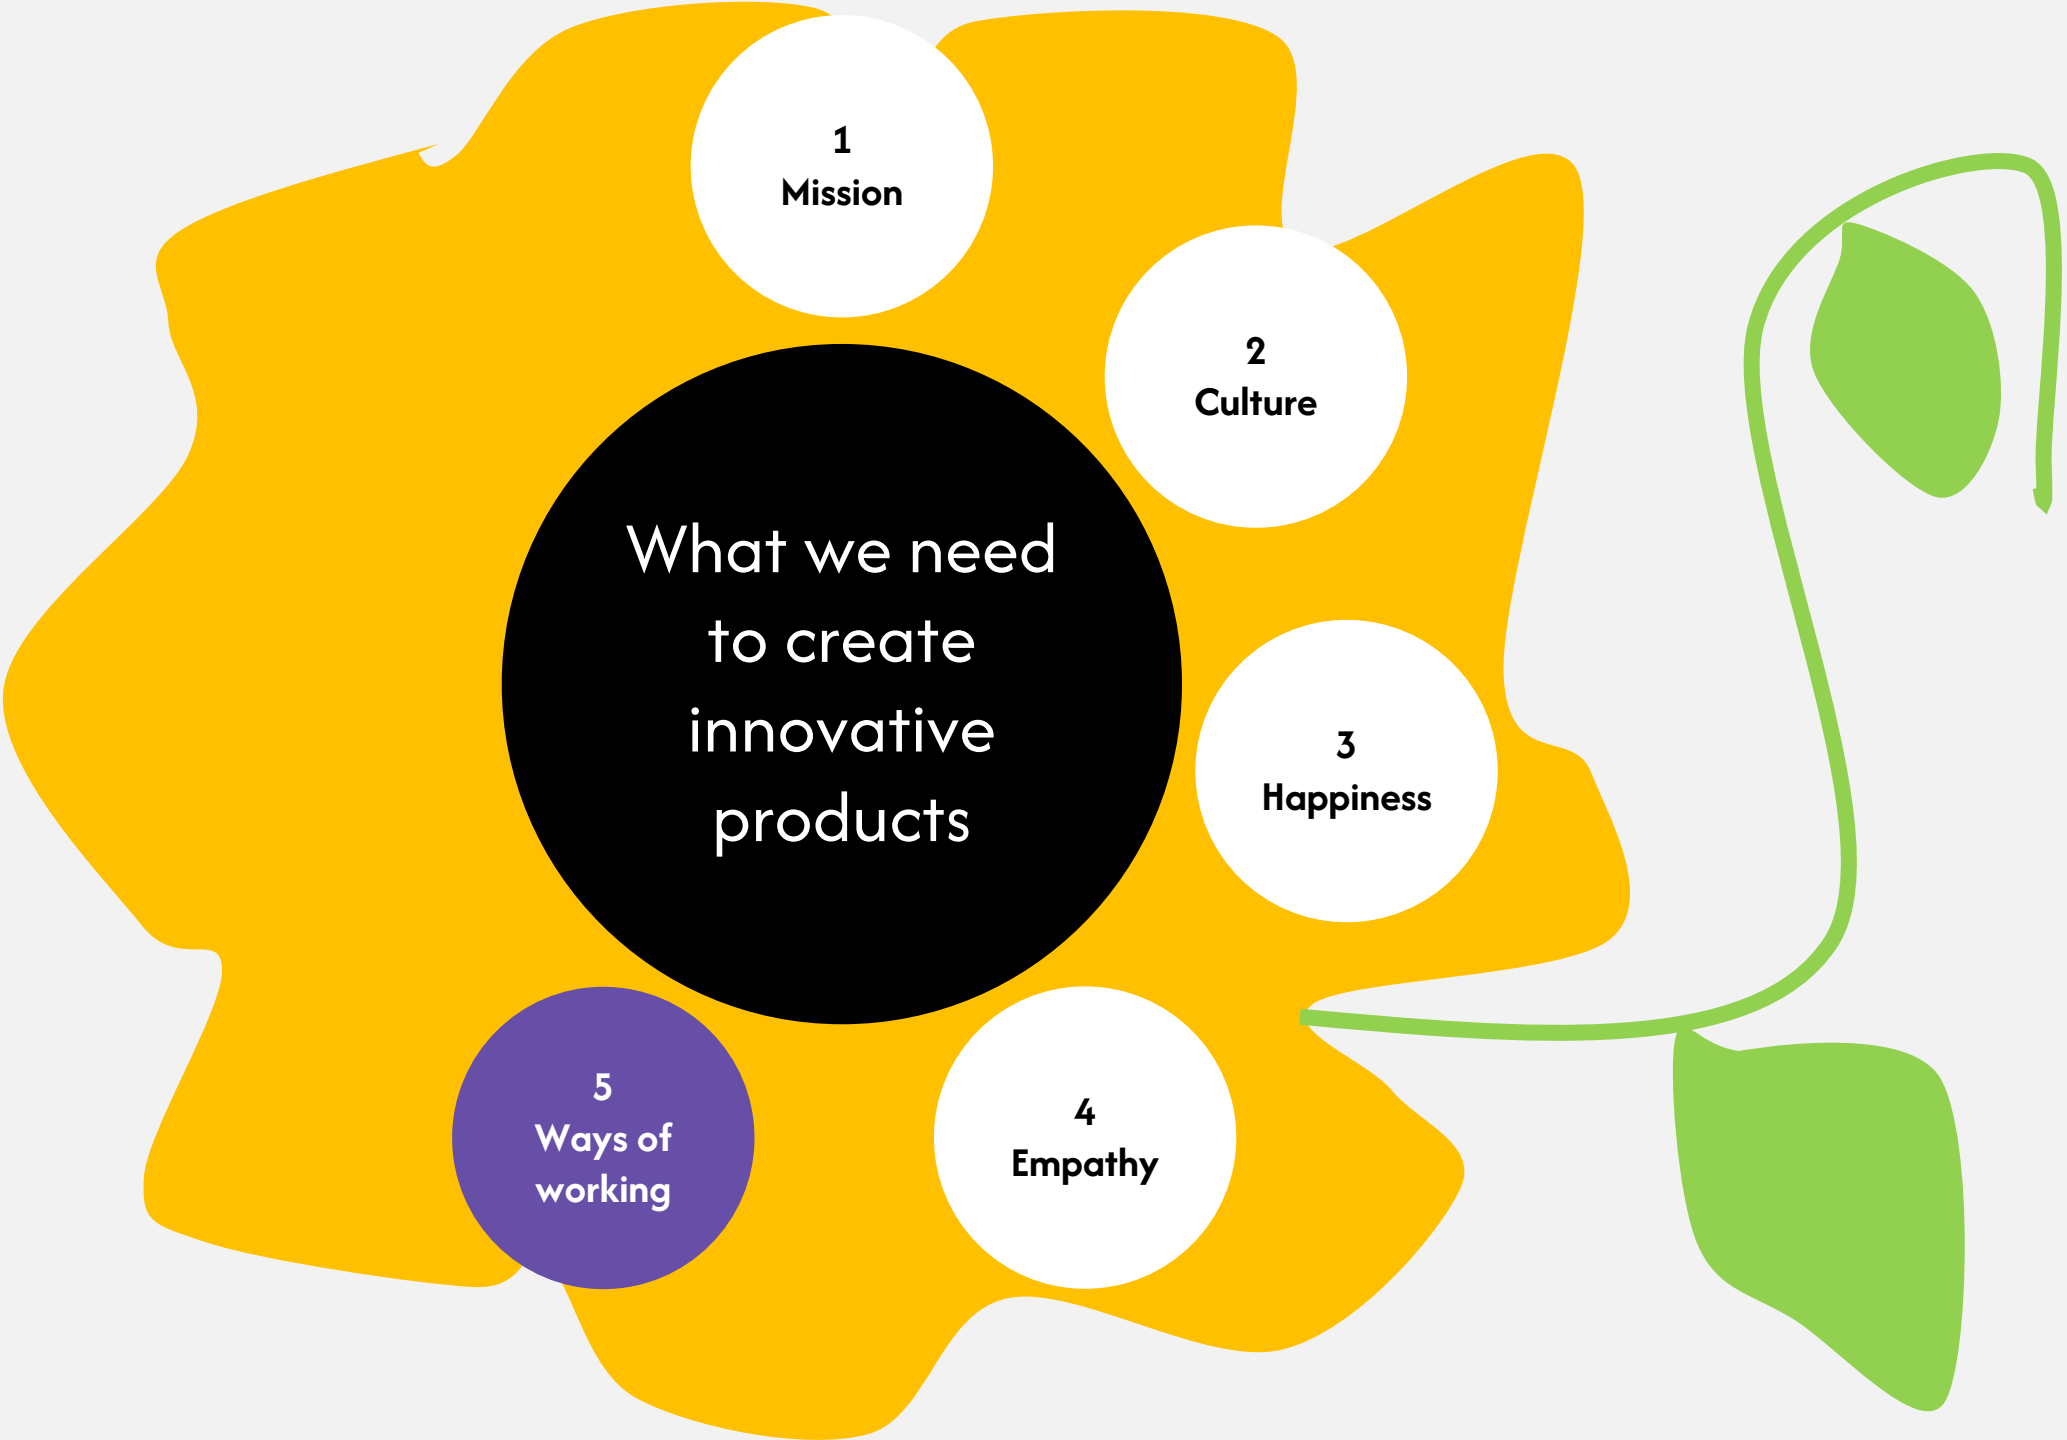 1
Mission
2
Culture
What we need
to create
innovative
products
3
Happiness
5
Ways of
working
4
Empathy